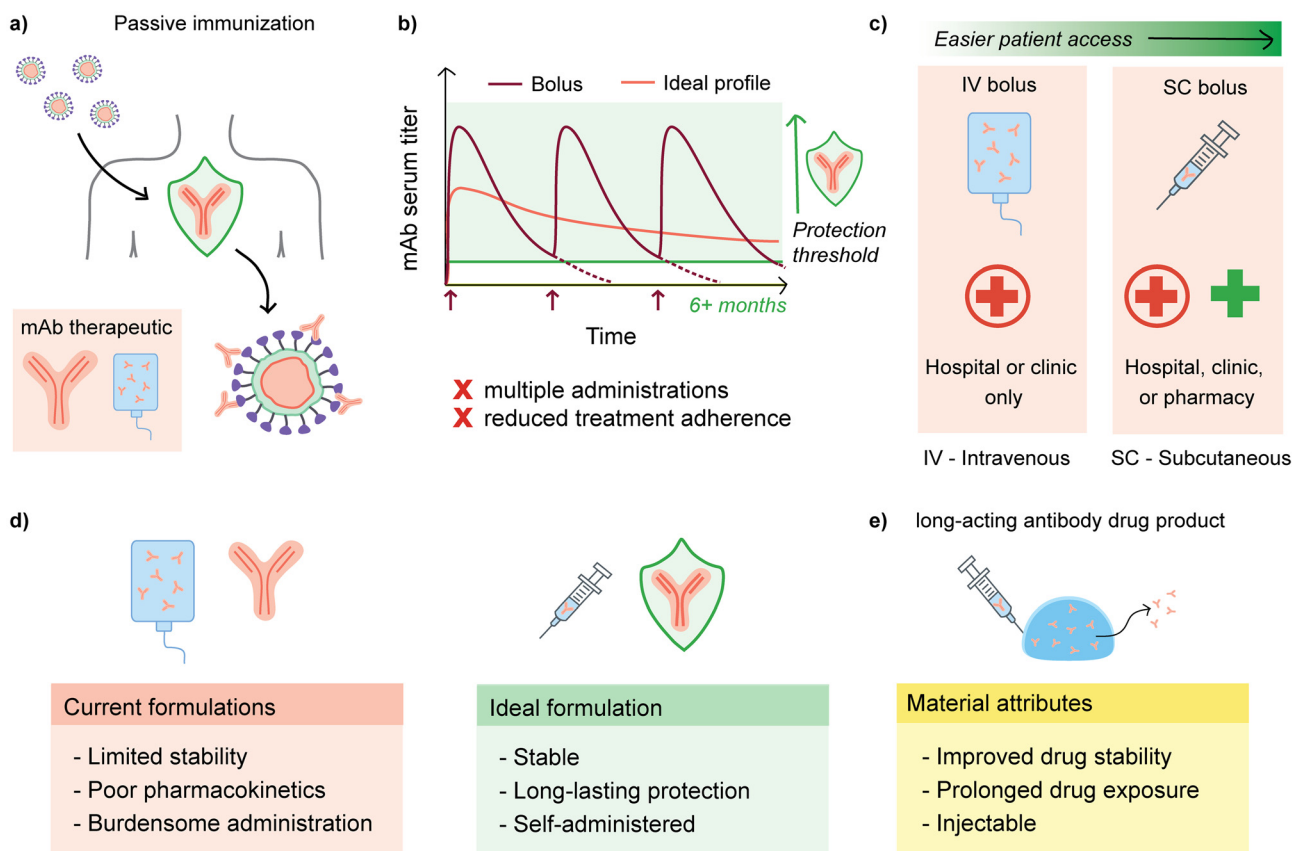 a)
Passive immunization
mAb therapeutic
b)
Bolus
Ideal profile
mAb serum titer
Protection
threshold
6+ months
Time
X multiple administrations
X reduced treatment adherence
c)
Easier patient access
IV bolus
SC bolus
Hospital or clinic
only
Hospital, clinic,
or pharmacy
IV - Intravenous
SC - Subcutaneous
d)
Current formulations
- Limited stability
- Poor pharmacokinetics
- Burdensome administration
Ideal formulation
- Stable
- Long-lasting protection
- Self-administered
e)
long-acting antibody drug product
Material attributes
- Improved drug stability
- Prolonged drug exposure
- Injectable